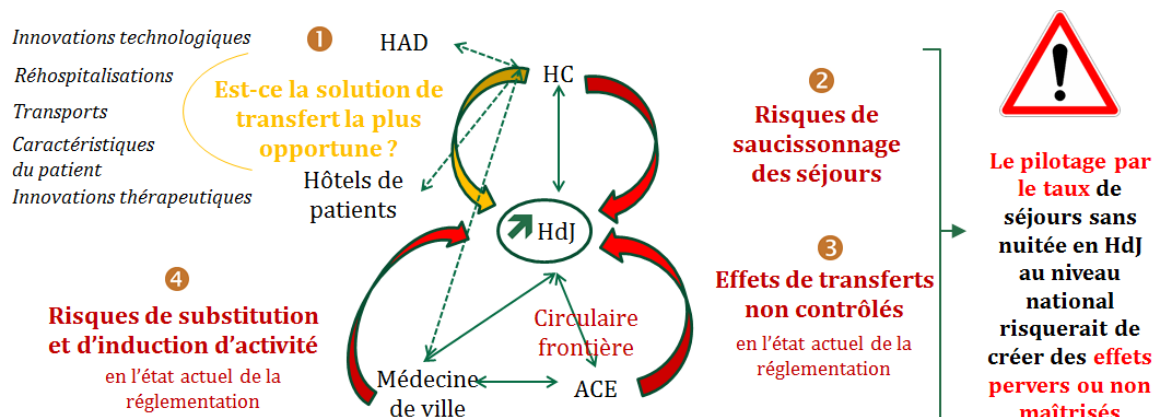 Innovations technologiques
Réhospitalisations
Transports
Caractéristiques
du patient
Innovations thérapeutiques
1
Est-ce la solution de
transfert la plus
opportune ?
HAD
HC
Hôtels de
patients
HdJ
2
Risques de
saucissonnage
des séjours
3
Effets de transferts
non contrôlés
en l’état actuel de la
réglementation
4
Risques de substitution
et d’induction d’activité
en l’état actuel de la
réglementation
Circulaire
frontière
Médecine
de ville
ACE
!
Le pilotage par
le taux de
séjours sans
nuitée en HdJ
au niveau
national
risquerait de
créer des effets
pervers ou non
maîtrisés